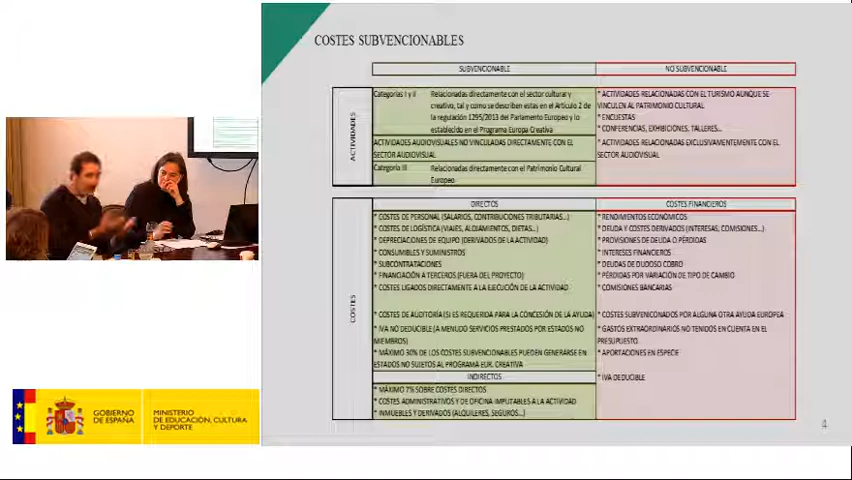 COSTES SUBVENCIONABLES
SUBVENCIONABLE
NO SUBVENCIONABLE
ACTIVIDADES
Categorías I y II
Relacionadas directamente con el sector cultural y
creativo, tal y como se describen estas en el Artículo 2 de
la regulación 1295/2013 del Parlamento Europeo y lo
establecido en el Programa Europa Creativa
ACTIVIDADES AUDIOVISUALES NO VINCULADAS DIRECTAMENTE CON EL
SECTOR AUDIOVISUAL
Categoría III
Relacionadas directamente con el Patrimonio Cultural
Europeo
* ACTIVIDADES RELACIONADAS CON EL TURISMO AUNQUE SE
VINCULEN AL PATRIMONIO CULTURAL
* ENCUESTAS
* CONFERENCIAS, EXHIBICIONES, TALLERES...
* ACTIVIDADES RELACIONADAS EXCLUSIVAMENTEMENTE CON EL
SECTOR AUDIOVISUAL
COSTES
DIRECTOS
* COSTES DE PERSONAL (SALARIOS, CONTRIBUCIONES TRIBUTARIAS...)
* COSTES DE LOGÍSTICA (VIAJES, ALOJAMIENTOS, DIETAS...)
* DEPRECIACIONES DE EQUIPO (DERIVADOS DE LA ACTIVIDAD)
* CONSUMIBLES Y SUMINISTROS
* SUBCONTRATACIONES
* FINANCIACIÓN A TERCEROS (FUERA DEL PROYECTO)
* COSTES LIGADOS DIRECTAMENTE A LA EJECUCIÓN DE LA ACTIVIDAD
* COSTES DE AUDITORÍA (SI ES REQUERIDA PARA LA CONCESIÓN DE LA AYUDA)
* IVA NO DEDUCIBLE (A MENUDO SERVICIOS PRESTADOS POR ESTADOS NO
MIEMBROS)
* MÁXIMO 30% DE LOS COSTES SUBVENCIONABLES PUEDEN GENERARSE EN
ESTADOS NO SUJETOS AL PROGRAMA EUR. CREATIVA
INDIRECTOS
* MÁXIMO 7% SOBRE COSTES DIRECTOS
* COSTES ADMINISTRATIVOS Y DE OFICINA IMPUTABLES A LA ACTIVIDAD
* INMUEBLES Y DERIVADOS (ALQUILERES, SEGUROS...)
COSTES FINANCIEROS
* RENDIMIENTOS ECONÓMICOS
* DEUDA Y COSTES DERIVADOS (INTERESAS, COMISIONES...)
* PROVISIONES DE DEUDA O PÉRDIDAS
* INTERESES FINANCIEROS
* DEUDAS DE DUDOSO COBRO
* PÉRDIDAS POR VARIACIÓN DE TIPO DE CAMBIO
* COMISIONES BANCARIAS
* COSTES SUBVENICONADOS POR ALGUNA OTRA AYUDA EUROPEA
* GASTOS EXTRAORDINARIOS NO TENIDOS EN CUENTA EN EL
PRESUPUESTO
* APORTACIONES EN ESPECIE
* IVA DEDUCIBLE
4
GOBIERNO
DE ESPAÑA
MINISTERIO
DE EDUCACIÓN, CULTURA
Y DEPORTE